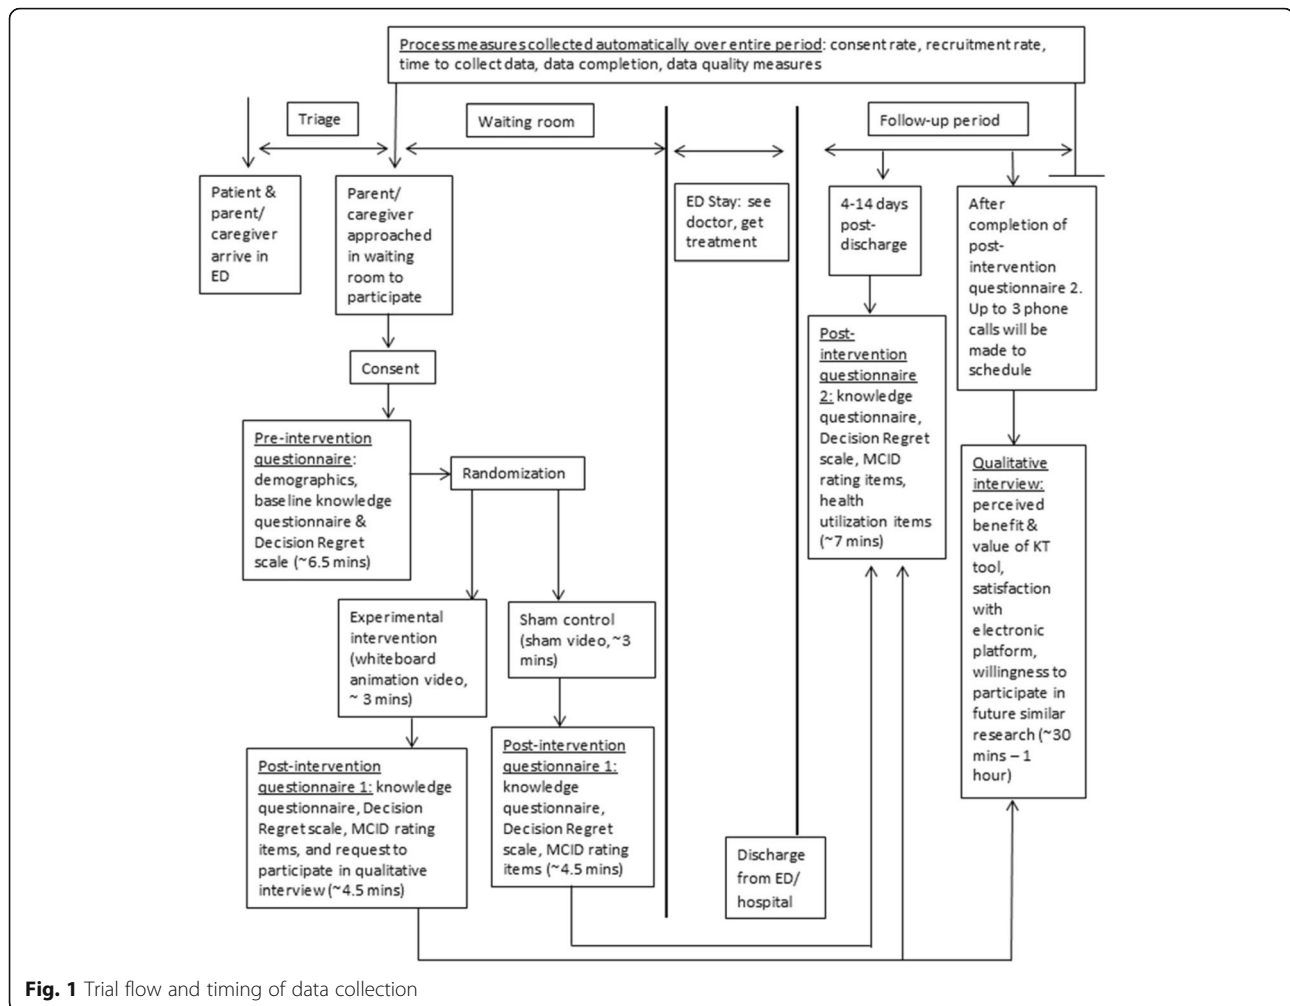 Process measures collected automatically over entire period: consent rate, recruitment rate,
time to collect data, data completion, data quality measures
Triage
Waiting room
Follow-up period
Patient &
parent/
caregiver
arrive in
ED
Parent/
caregiver
approached
in waiting
room to
participate
ED Stay: see
doctor, get
treatment
4-14 days
post-
discharge
After
completion of
post-
intervention
questionnaire 2.
Up to 3 phone
calls will be
made to
schedule
Consent
Pre-intervention
questionnaire:
demographics,
baseline knowledge
questionnaire &
Decision Regret
scale (~6.5 mins)
Randomization
Experimental
intervention
(whiteboard
animation video,
~ 3 mins)
Sham control
(sham video, ~3
mins)
Post-intervention
questionnaire 1: knowledge
questionnaire, Decision
Regret scale, MCID rating
items, and request to
participate in qualitative
interview (~4.5 mins)
Post-intervention
questionnaire 1:
knowledge
questionnaire,
Decision Regret
scale, MCID rating
items (~4.5 mins)
Discharge
from ED/
hospital
Post-
intervention
questionnaire
2: knowledge
questionnaire,
Decision Regret
scale, MCID
rating items,
health
utilization items
(~7 mins)
Qualitative
interview:
perceived
benefit &
value of KT
tool,
satisfaction
with
electronic
platform,
willingness to
participate in
future similar
research (~30
mins – 1
hour)
Fig. 1 Trial flow and timing of data collection